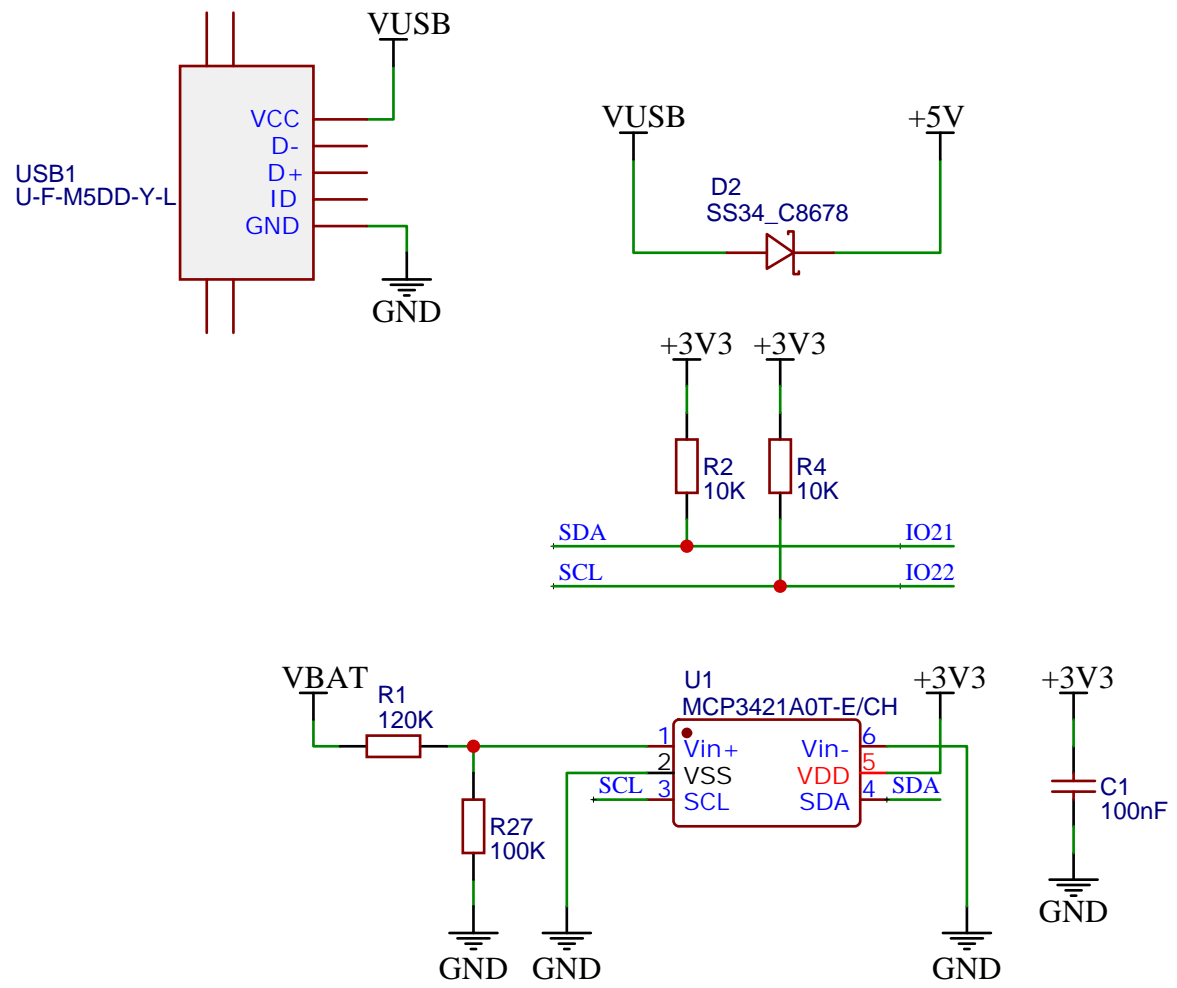 VUSB
VCC
D-
D+
ID
GND
USB1
U-F-M5DD-Y-L
GND
VUSB
+5V
D2
SS34_C8678
+3V3
+3V3
R2
10K
R4
10K
SDA
IO21
SCL
IO22
VBAT
R1
120K
U1
MCP3421A0T-E/CH
+3V3
+3V3
1
Vin+
Vin-
6
2
VSS
VDD
5
SCL
3
SCL
SDA
4
SDA
R27
100K
C1
100nF
GND
GND
GND
GND